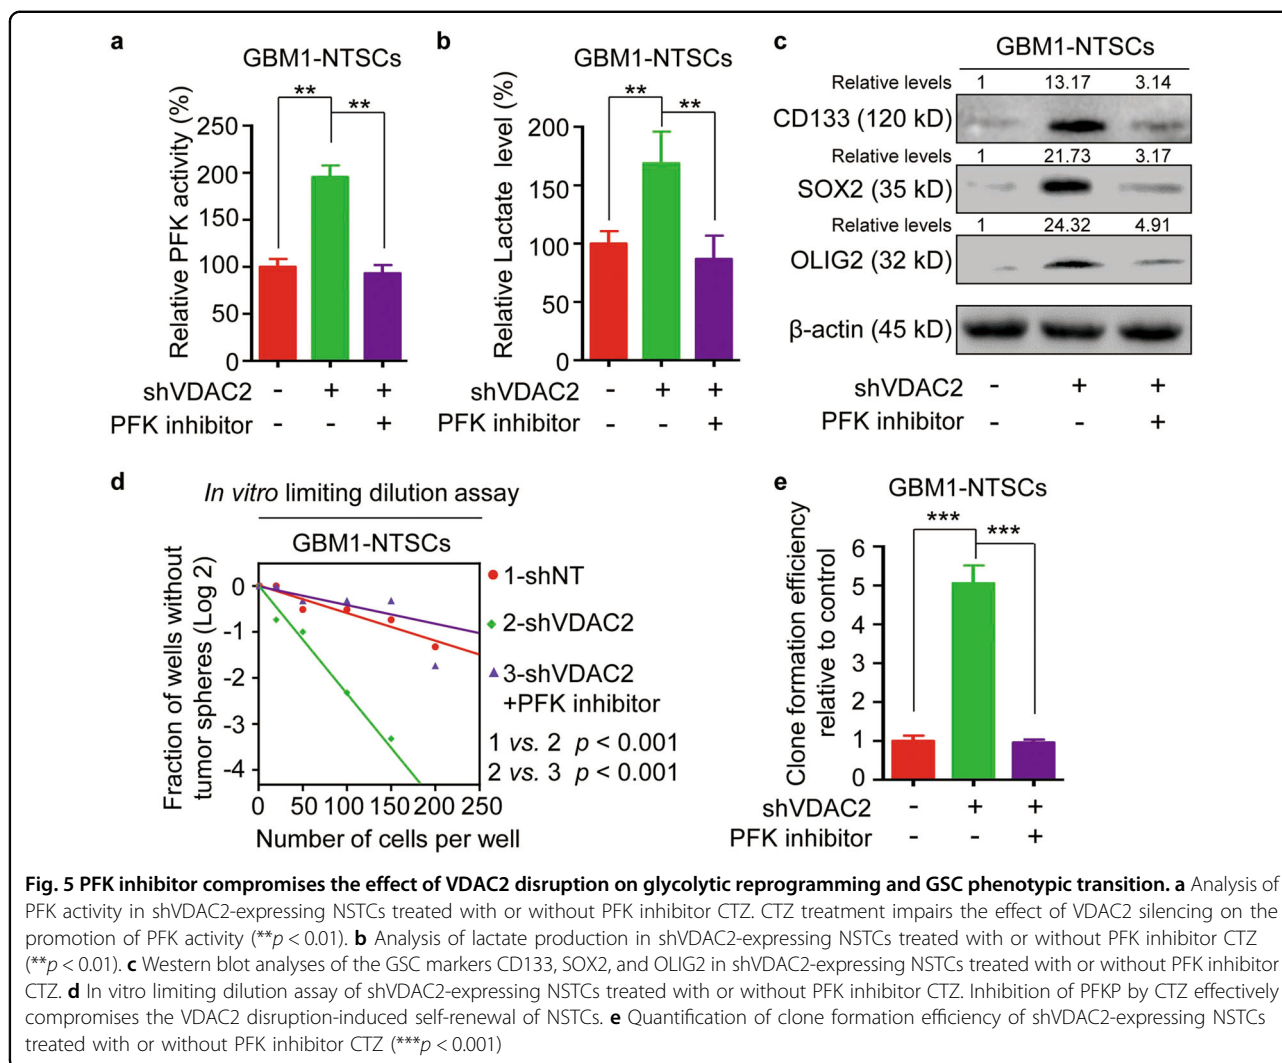 a
GBM1-NTSCs
** **
Relative PFK activity (%)
250
200
150
100
50
0
shVDAC2 - + +
PFK inhibitor - - +
b
GBM1-NTSCs
** **
Relative Lactate level (%)
200
150
100
50
0
shVDAC2 - + +
PFK inhibitor - - +
c
GBM1-NTSCs
Relative levels 1 13.17 3.14
CD133 (120 kD)
Relative levels 1 21.73 3.17
SOX2 (35 kD)
Relative levels 1 24.32 4.91
OLIG2 (32 kD)
β-actin (45 kD)
shVDAC2 - + +
PFK inhibitor - - +
d
In vitro limiting dilution assay
GBM1-NTSCs
Fraction of wells without
tumor spheres (Log 2)
0
-1
-2
-3
-4
0 50 100 150 200 250
Number of cells per well
1-shNT
2-shVDAC2
3-shVDAC2
+PFK inhibitor
1 vs. 2 p < 0.001
2 vs. 3 p < 0.001
e
GBM1-NTSCs
*** ***
Clone formation efficiency
relative to control
6
5
4
3
2
1
0
shVDAC2 - + +
PFK inhibitor - - +
Fig. 5 PFK inhibitor compromises the effect of VDAC2 disruption on glycolytic reprogramming and GSC phenotypic transition. a Analysis of
PFK activity in shVDAC2-expressing NSTCs treated with or without PFK inhibitor CTZ. CTZ treatment impairs the effect of VDAC2 silencing on the
promotion of PFK activity (**p < 0.01). b Analysis of lactate production in shVDAC2-expressing NSTCs treated with or without PFK inhibitor CTZ
(**p < 0.01). c Western blot analyses of the GSC markers CD133, SOX2, and OLIG2 in shVDAC2-expressing NSTCs treated with or without PFK inhibitor
CTZ. d In vitro limiting dilution assay of shVDAC2-expressing NSTCs treated with or without PFK inhibitor CTZ. Inhibition of PFKP by CTZ effectively
compromises the VDAC2 disruption-induced self-renewal of NSTCs. e Quantification of clone formation efficiency of shVDAC2-expressing NSTCs
treated with or without PFK inhibitor CTZ (***p < 0.001)